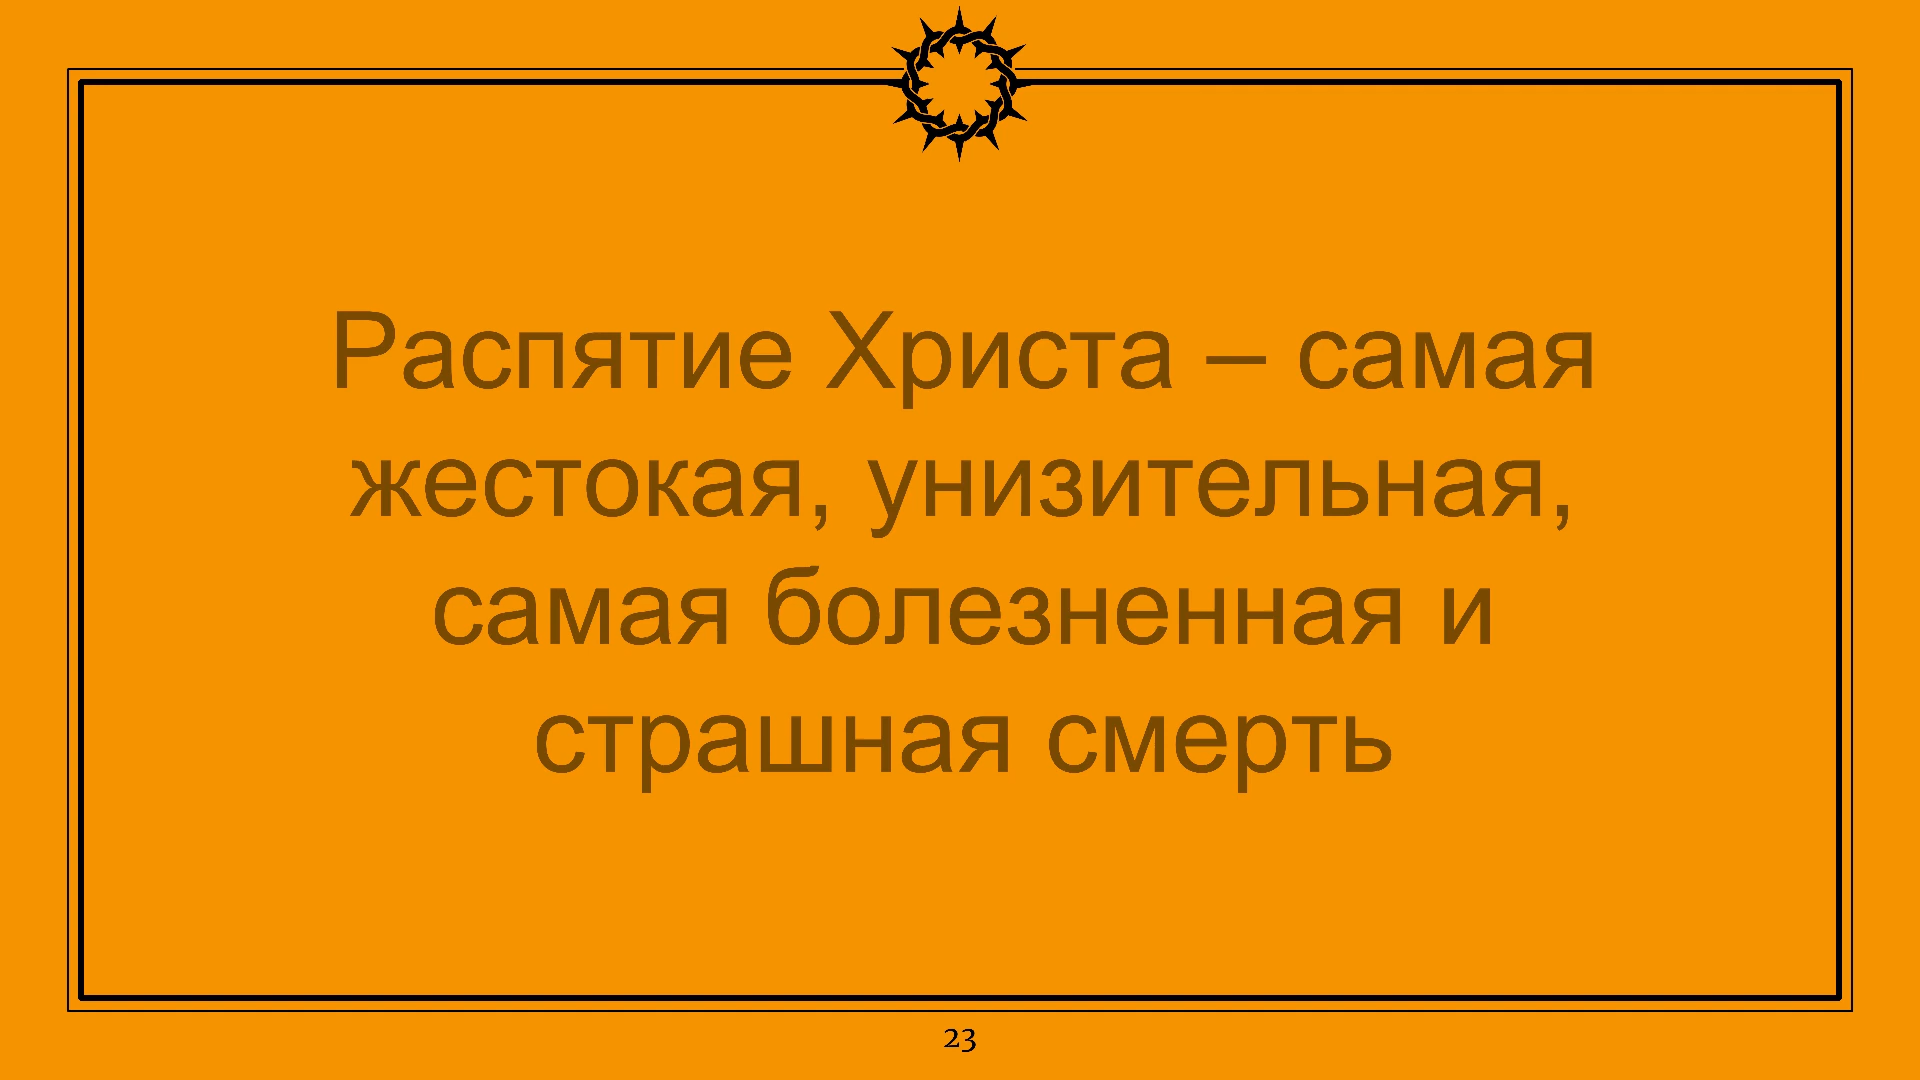 Распятие Христа – самая
жестокая, унизительная,
самая болезненная и
страшная смерть
23